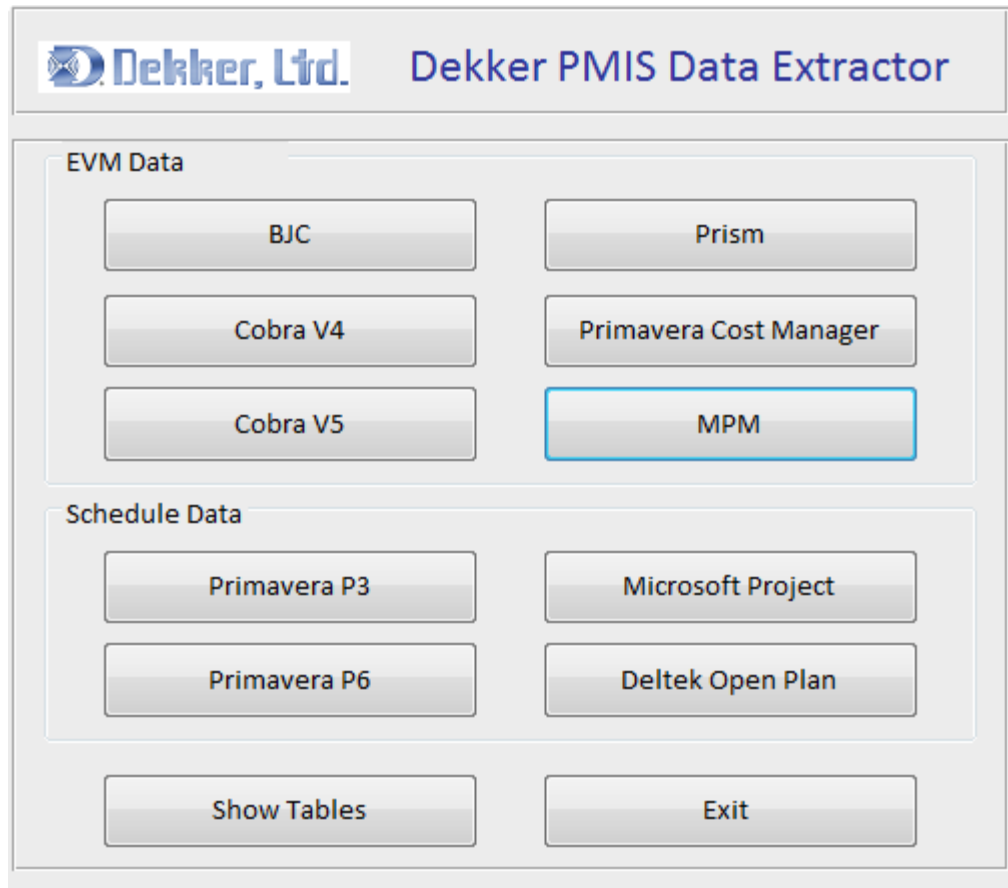 Dekker, Ltd. Dekker PMIS Data Extractor
EVM Data
BJC Prism
Cobra V4 Primavera Cost Manager
Cobra V5 MPM
Schedule Data
Primavera P3 Microsoft Project
Primavera P6 Deltek Open Plan
Show Tables Exit